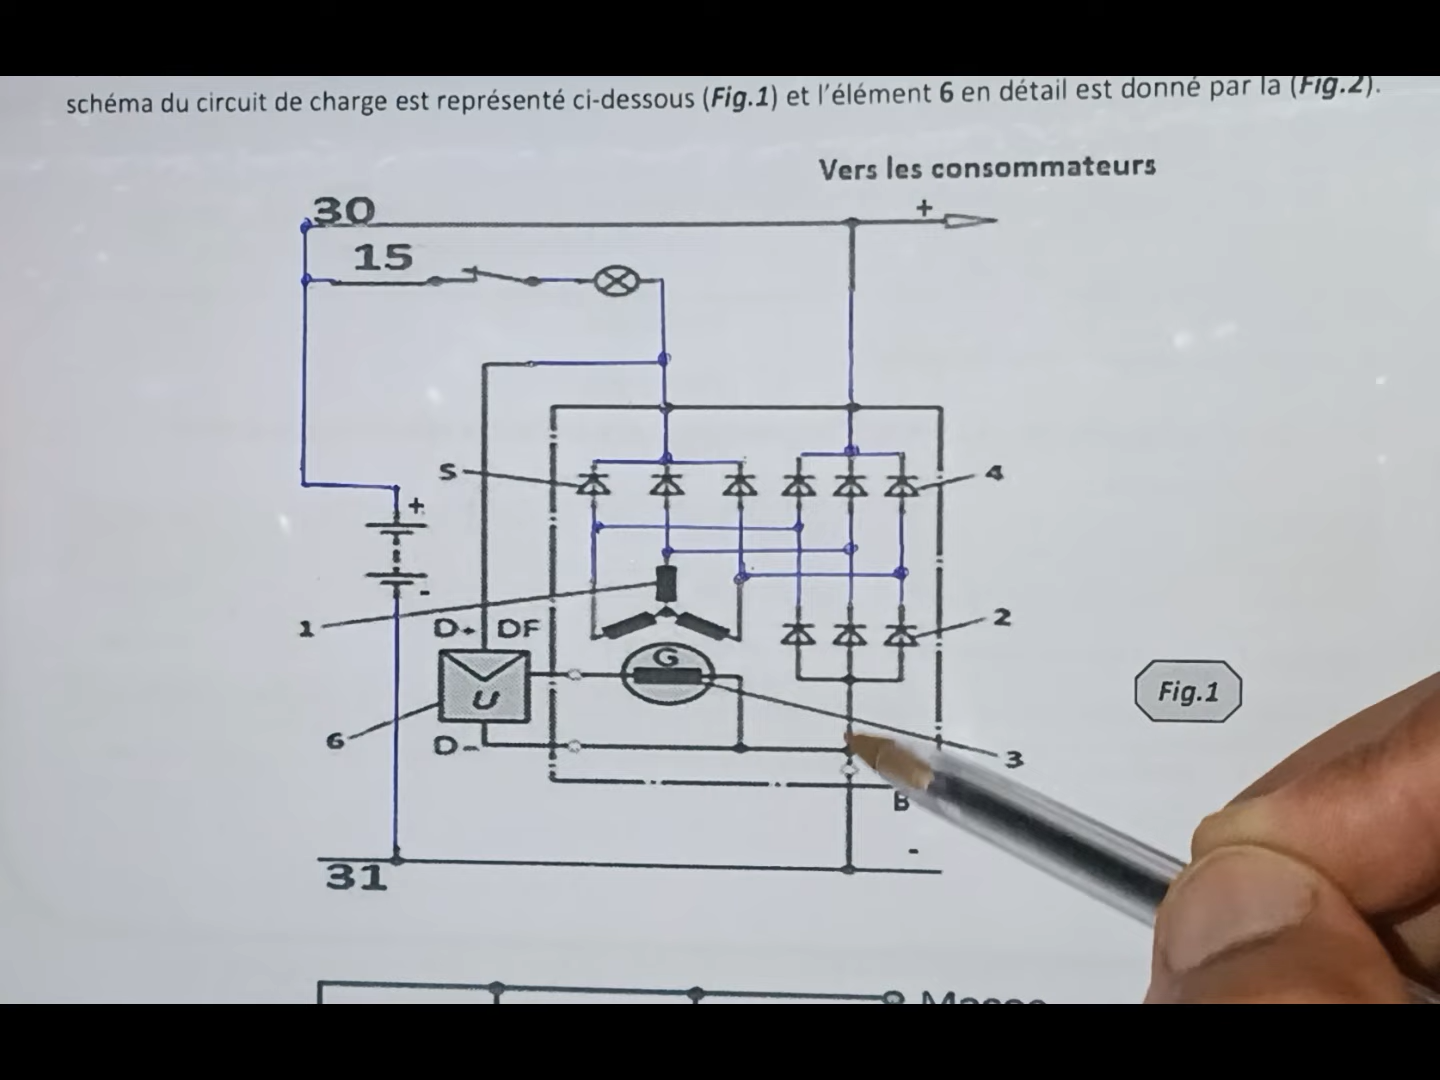 schéma du circuit de charge est représenté ci-dessous (Fig.1) et l'élément 6 en détail est donné par la (Fig.2).
Vers les consommateurs
30
+
15
5
4
+
-
1
2
D+
DF
G
U
6
D-
3
Fig.1
B
-
31